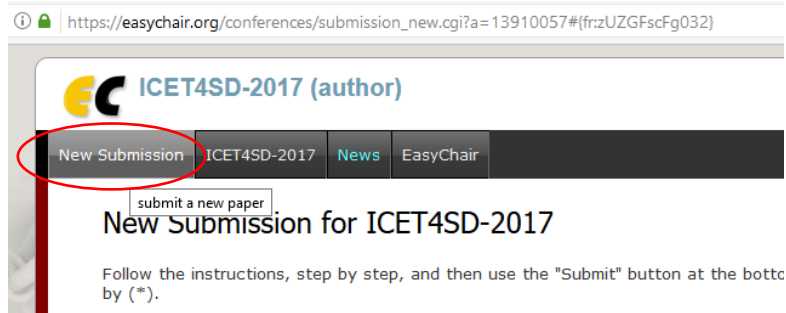 https://easychair.org/conferences/submission_new.cgi?a=13910057#{fr:zUZGFscFg032}
EC ICET4SD-2017 (author)
New Submission ICET4SD-2017 News EasyChair
submit a new paper
New Submission for ICET4SD-2017
Follow the instructions, step by step, and then use the "Submit" button at the botto
by (*).